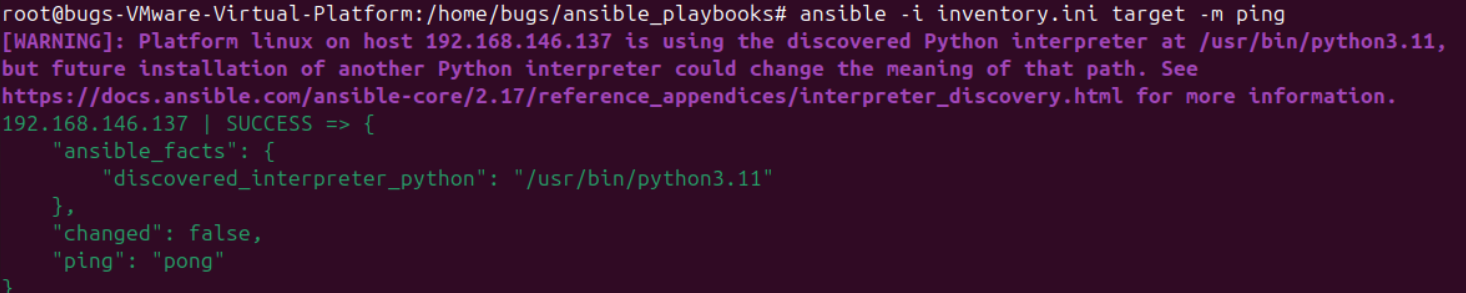 root@bugs-VMware-Virtual-Platform:/home/bugs/ansible_playbooks# ansible -i inventory.ini target -m ping
[WARNING]: Platform linux on host 192.168.146.137 is using the discovered Python interpreter at /usr/bin/python3.11,
but future installation of another Python interpreter could change the meaning of that path. See
https://docs.ansible.com/ansible-core/2.17/reference_appendices/interpreter_discovery.html for more information.
192.168.146.137 | SUCCESS => {
    "ansible_facts": {
        "discovered_interpreter_python": "/usr/bin/python3.11"
    },
    "changed": false,
    "ping": "pong"
}